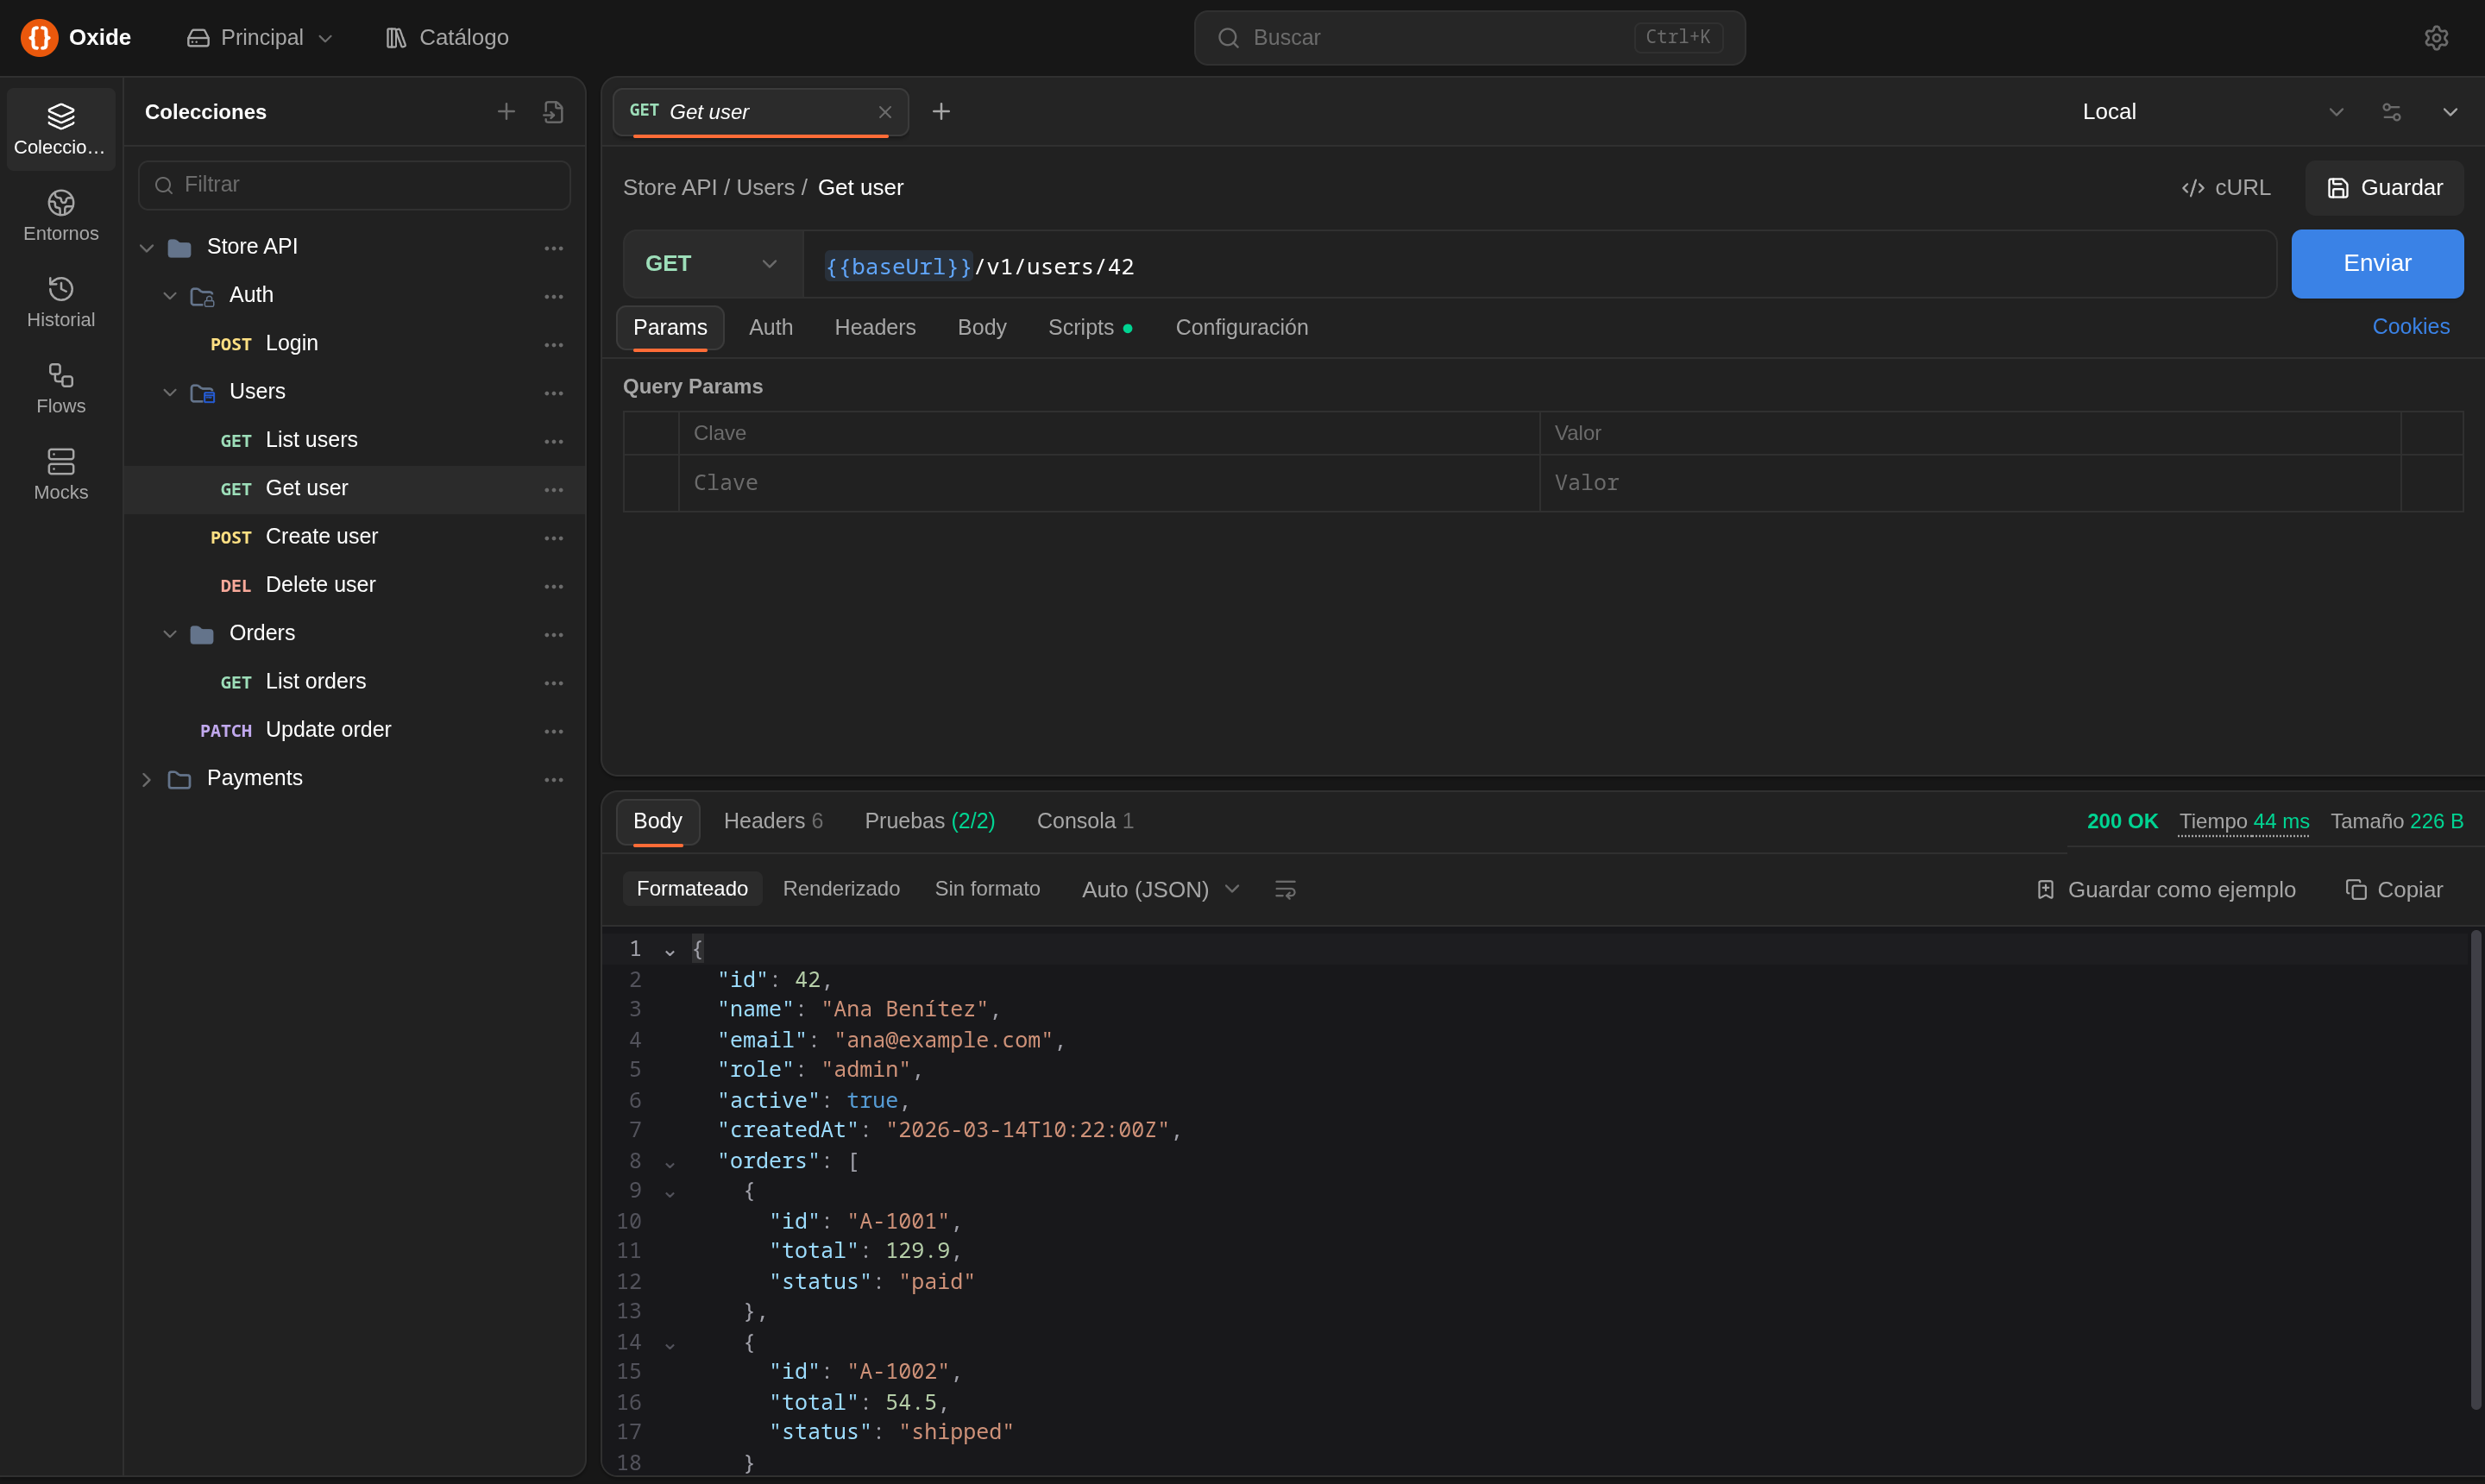 Oxide
Principal
Catálogo
Buscar
Ctrl+K
Coleccio…
Entornos
Historial
Flows
Mocks
Colecciones
Filtrar
Store API
Auth
POST Login
Users
GET List users
GET Get user
POST Create user
DEL Delete user
Orders
GET List orders
PATCH Update order
Payments
GET Get user
Local
Store API / Users / Get user
cURL
Guardar
GET
{{baseUrl}}/v1/users/42
Enviar
Params
Auth
Headers
Body
Scripts
Configuración
Cookies
Query Params
Clave
Valor
Clave
Valor
Body
Headers 6
Pruebas (2/2)
Consola 1
200 OK
Tiempo 44 ms
Tamaño 226 B
Formateado
Renderizado
Sin formato
Auto (JSON)
Guardar como ejemplo
Copiar
1 {
2 "id": 42,
3 "name": "Ana Benítez",
4 "email": "ana@example.com",
5 "role": "admin",
6 "active": true,
7 "createdAt": "2026-03-14T10:22:00Z",
8 "orders": [
9 {
10 "id": "A-1001",
11 "total": 129.9,
12 "status": "paid"
13 },
14 {
15 "id": "A-1002",
16 "total": 54.5,
17 "status": "shipped"
18 }